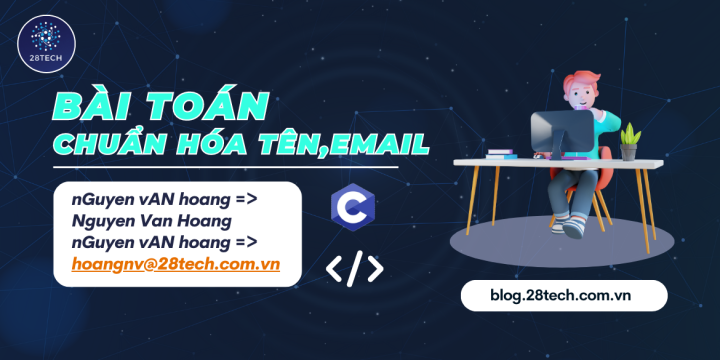 28TECH
BÀI TOÁN
CHUẨN HÓA TÊN,EMAIL
nGuyen vAN hoang =>
Nguyen Van Hoang
nGuyen vAN hoang =>
hoangnv@28tech.com.vn
C
</>
blog.28tech.com.vn